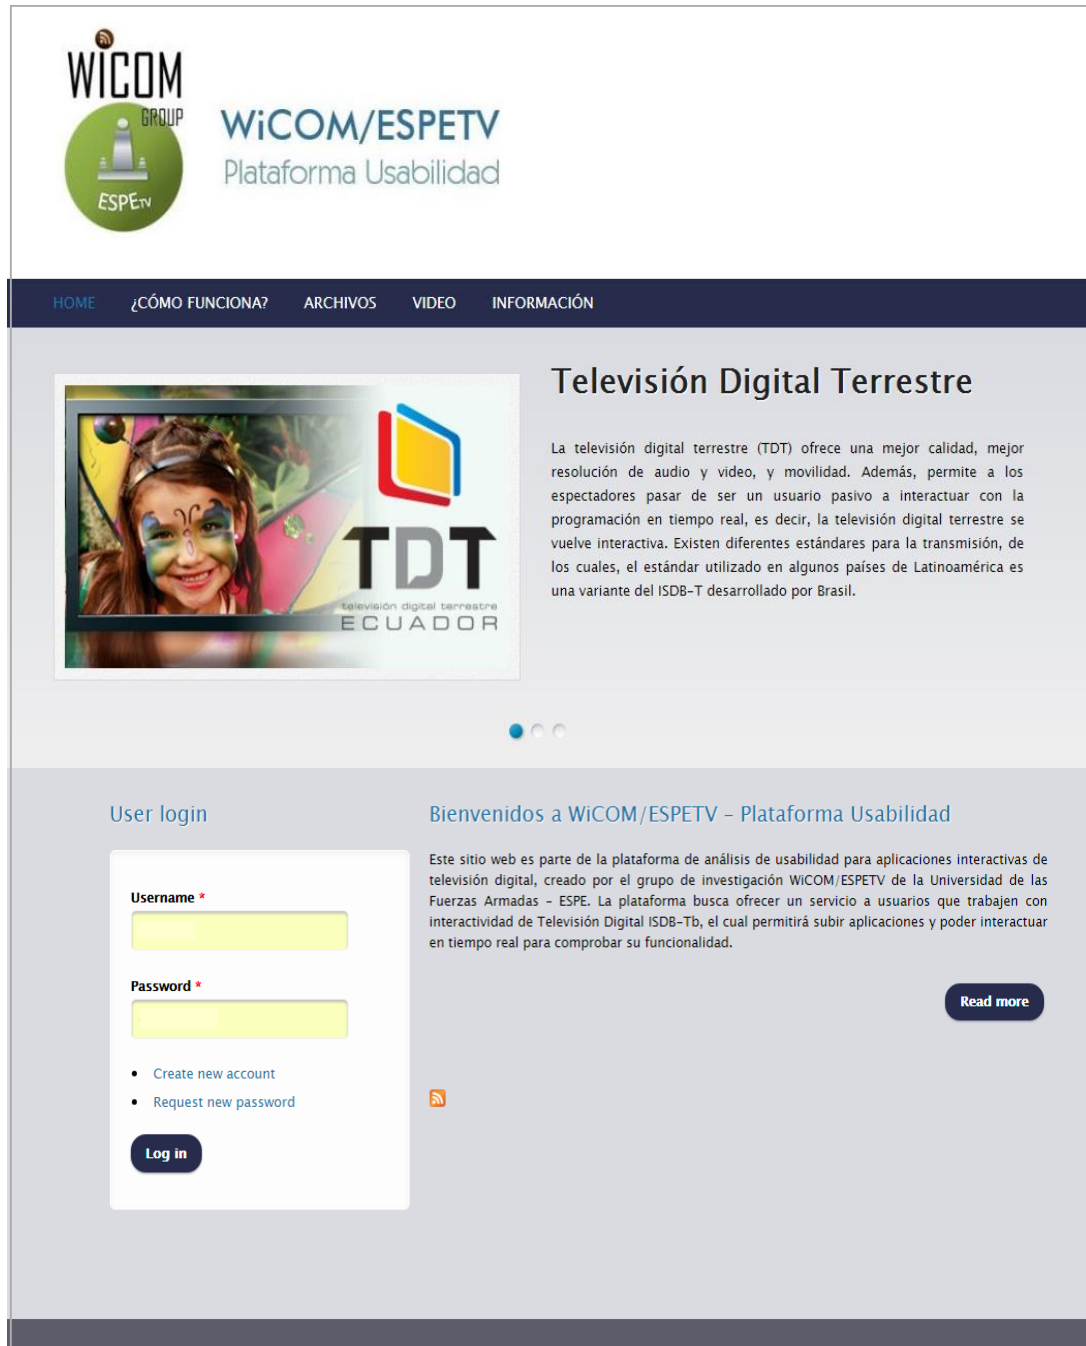 WiCOM
GROUP
ESPETV
WiCOM/ESPETV
Plataforma Usabilidad
HOME ¿CÓMO FUNCIONA? ARCHIVOS VIDEO INFORMACIÓN
TDT
televisión digital terrestre
ECUADOR
Televisión Digital Terrestre
La televisión digital terrestre (TDT) ofrece una mejor calidad, mejor
resolución de audio y video, y movilidad. Además, permite a los
espectadores pasar de ser un usuario pasivo a interactuar con la
programación en tiempo real, es decir, la televisión digital terrestre se
vuelve interactiva. Existen diferentes estándares para la transmisión, de
los cuales, el estándar utilizado en algunos países de Latinoamérica es
una variante del ISDB-T desarrollado por Brasil.
User login
Username *
Password *
Create new account
Request new password
Log in
Bienvenidos a WiCOM/ESPETV - Plataforma Usabilidad
Este sitio web es parte de la plataforma de análisis de usabilidad para aplicaciones interactivas de
televisión digital, creado por el grupo de investigación WiCOM/ESPETV de la Universidad de las
Fuerzas Armadas - ESPE. La plataforma busca ofrecer un servicio a usuarios que trabajen con
interactividad de Televisión Digital ISDB-Tb, el cual permitirá subir aplicaciones y poder interactuar
en tiempo real para comprobar su funcionalidad.
Read more